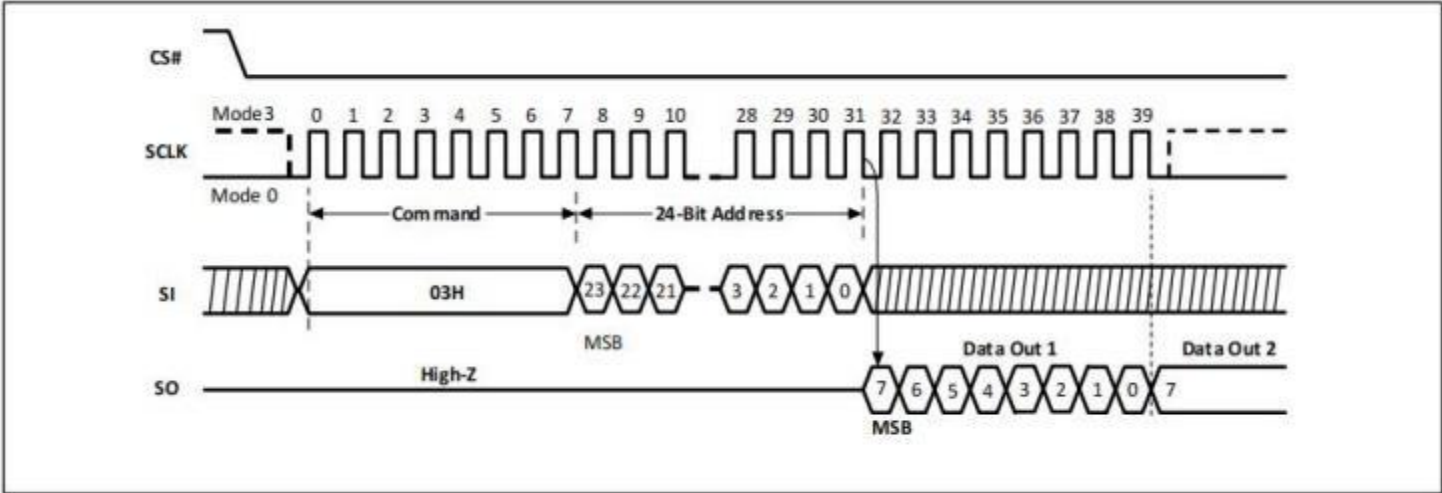 CS#
Mode3 0 1 2 3 4 5 6 7 8 9 10 28 29 30 31 32 33 34 35 36 37 38 39
SCLK
Mode 0
Command 24-Bit Address
SI 03H 23 22 21 3 2 1 0
MSB
Data Out 1 Data Out 2
High-Z
SO 7 6 5 4 3 2 1 0 7
MSB